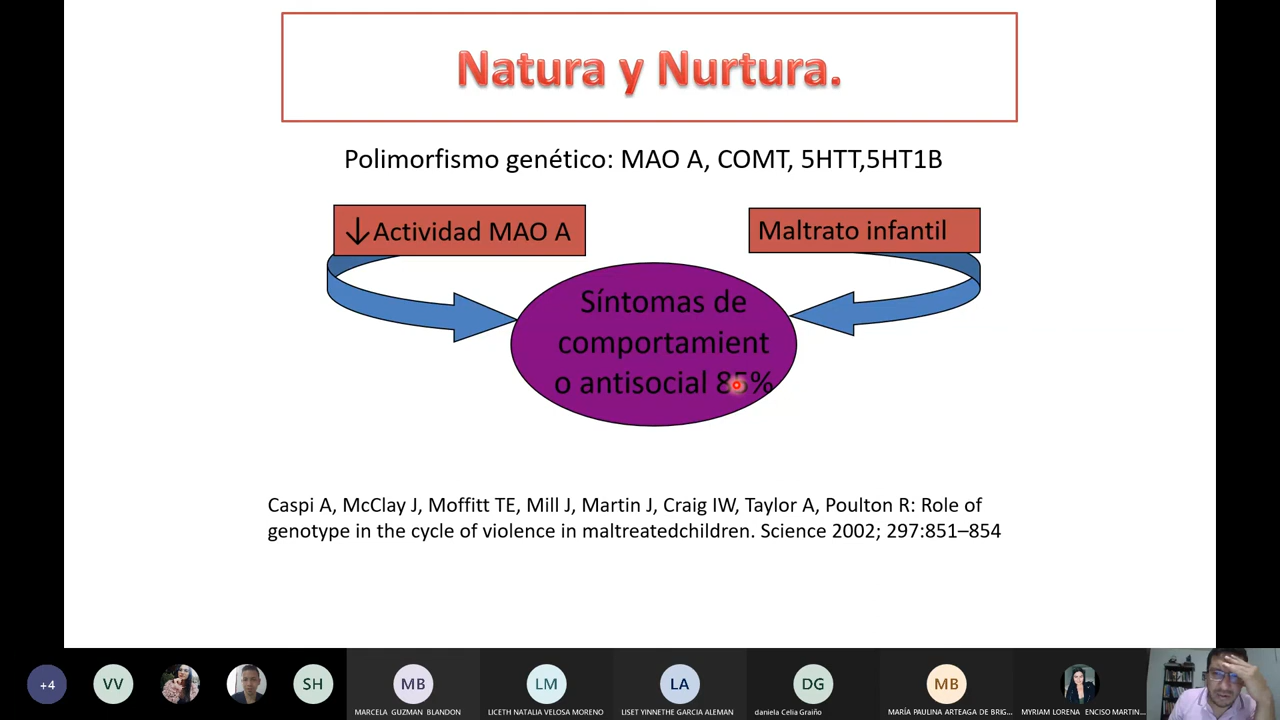 Natura y Nurtura.
Polimorfismo genético: MAO A, COMT, 5HTT,5HT1B
↓Actividad MAO A
Maltrato infantil
Síntomas de
comportamient
o antisocial 85%
Caspi A, McClay J, Moffitt TE, Mill J, Martin J, Craig IW, Taylor A, Poulton R: Role of
genotype in the cycle of violence in maltreatedchildren. Science 2002; 297:851–854
+4
VV
SH
MB
LM
LA
DG
MB
MARCELA GUZMAN BLANDON
LICETH NATALIA VELOSA MORENO
LISET YINNETHE GARCIA ALEMAN
daniela Celia Graiño
MARÍA PAULINA ARTEAGA DE BRIG...
MYRIAM LORENA ENCISO MARTIN...